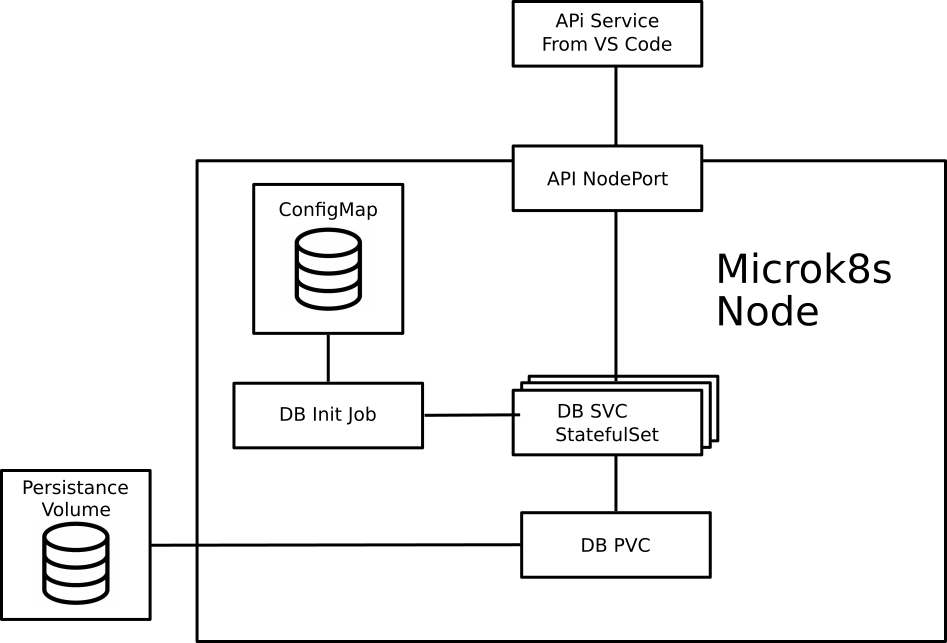 APi Service
From VS Code
API NodePort
ConfigMap
Microk8s
Node
DB Init Job
DB SVC
StatefulSet
Persistance
Volume
DB PVC